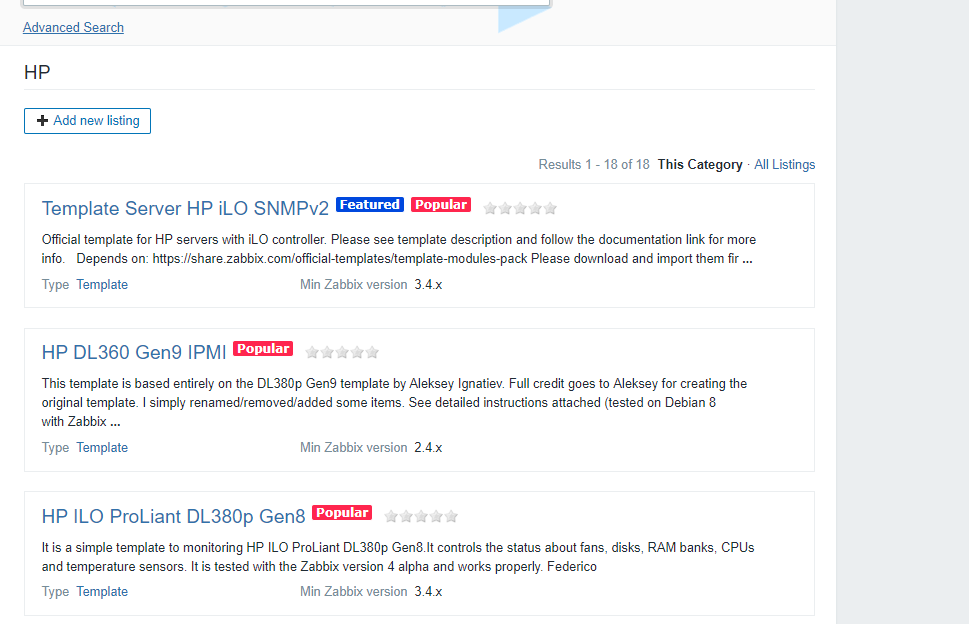 Advanced Search
HP
Add new listing
Results 1 - 18 of 18 This Category · All Listings
Template Server HP iLO SNMPv2 Featured Popular
Official template for HP servers with iLO controller. Please see template description and follow the documentation link for more
info. Depends on: https://share.zabbix.com/official-templates/template-modules-pack Please download and import them fir ...
Type Template Min Zabbix version 3.4.x
HP DL360 Gen9 IPMI Popular
This template is based entirely on the DL380p Gen9 template by Aleksey Ignatiev. Full credit goes to Aleksey for creating the
original template. I simply renamed/removed/added some items. See detailed instructions attached (tested on Debian 8
with Zabbix ...
Type Template Min Zabbix version 2.4.x
HP ILO ProLiant DL380p Gen8 Popular
It is a simple template to monitoring HP ILO ProLiant DL380p Gen8.It controls the status about fans, disks, RAM banks, CPUs
and temperature sensors. It is tested with the Zabbix version 4 alpha and works properly. Federico
Type Template Min Zabbix version 3.4.x